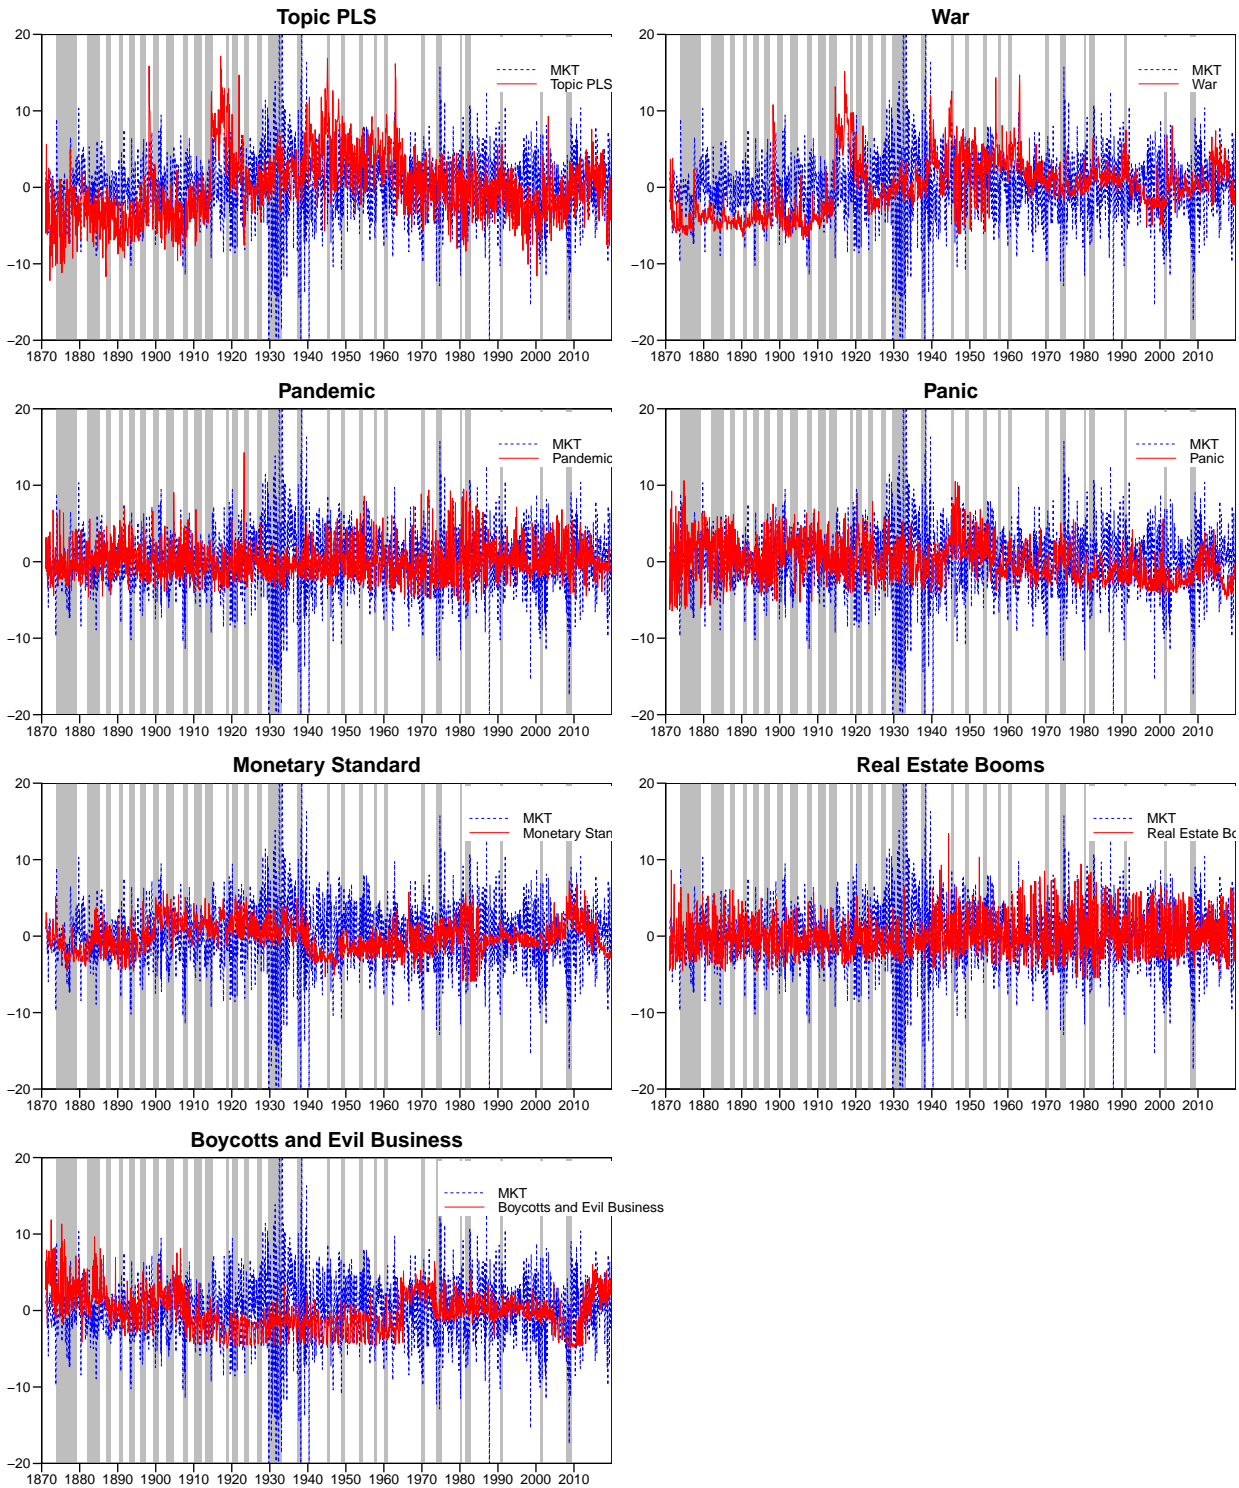 Topic PLS
20
10
0
−10
−20
MKT
Topic PLS
1870 1880 1890 1900 1910 1920 1930 1940 1950 1960 1970 1980 1990 2000 2010
War
20
10
0
−10
−20
MKT
War
1870 1880 1890 1900 1910 1920 1930 1940 1950 1960 1970 1980 1990 2000 2010
Pandemic
20
10
0
−10
−20
MKT
Pandemic
1870 1880 1890 1900 1910 1920 1930 1940 1950 1960 1970 1980 1990 2000 2010
Panic
20
10
0
−10
−20
MKT
Panic
1870 1880 1890 1900 1910 1920 1930 1940 1950 1960 1970 1980 1990 2000 2010
Monetary Standard
20
10
0
−10
−20
MKT
Monetary Stan
1870 1880 1890 1900 1910 1920 1930 1940 1950 1960 1970 1980 1990 2000 2010
Real Estate Booms
20
10
0
−10
−20
MKT
Real Estate Bo
1870 1880 1890 1900 1910 1920 1930 1940 1950 1960 1970 1980 1990 2000 2010
Boycotts and Evil Business
20
10
0
−10
−20
MKT
Boycotts and Evil Business
1870 1880 1890 1900 1910 1920 1930 1940 1950 1960 1970 1980 1990 2000 2010